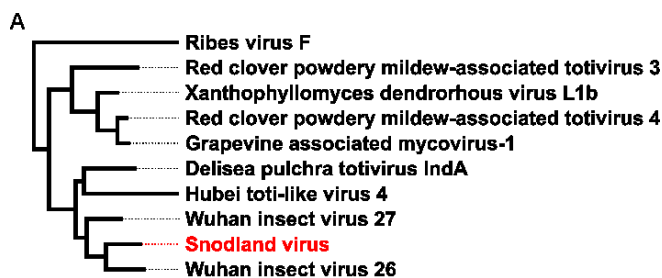 A
Ribes virus F
Red clover powdery mildew-associated totivirus 3
Xanthophyllomyces dendrorhous virus L1b
Red clover powdery mildew-associated totivirus 4
Grapevine associated mycovirus-1
Delisea pulchra totivirus IndA
Hubei toti-like virus 4
Wuhan insect virus 27
Snodland virus
Wuhan insect virus 26